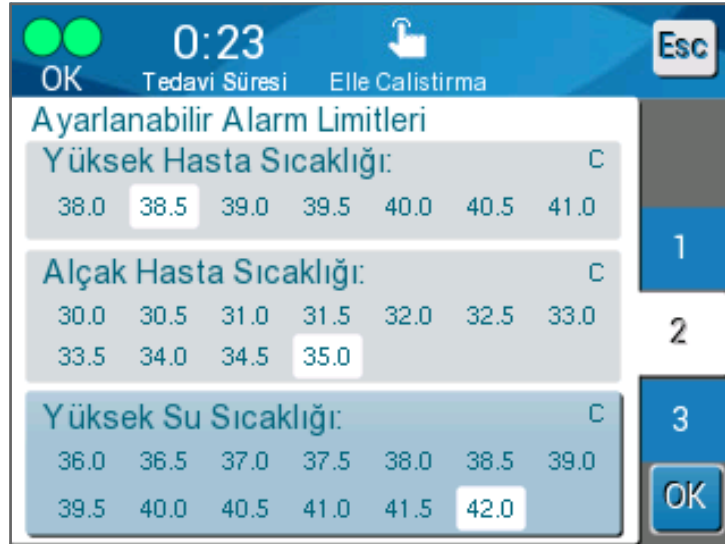 0:23
Esc
OK Tedavi Süresi Elle Calistirma
Ayarlanabilir Alarm Limitleri
Yüksek Hasta Sıcaklığı: C
38.0 38.5 39.0 39.5 40.0 40.5 41.0
1
Alçak Hasta Sıcaklığı: C
30.0 30.5 31.0 31.5 32.0 32.5 33.0
2
33.5 34.0 34.5 35.0
Yüksek Su Sıcaklığı: C
3
36.0 36.5 37.0 37.5 38.0 38.5 39.0
39.5 40.0 40.5 41.0 41.5 42.0
OK